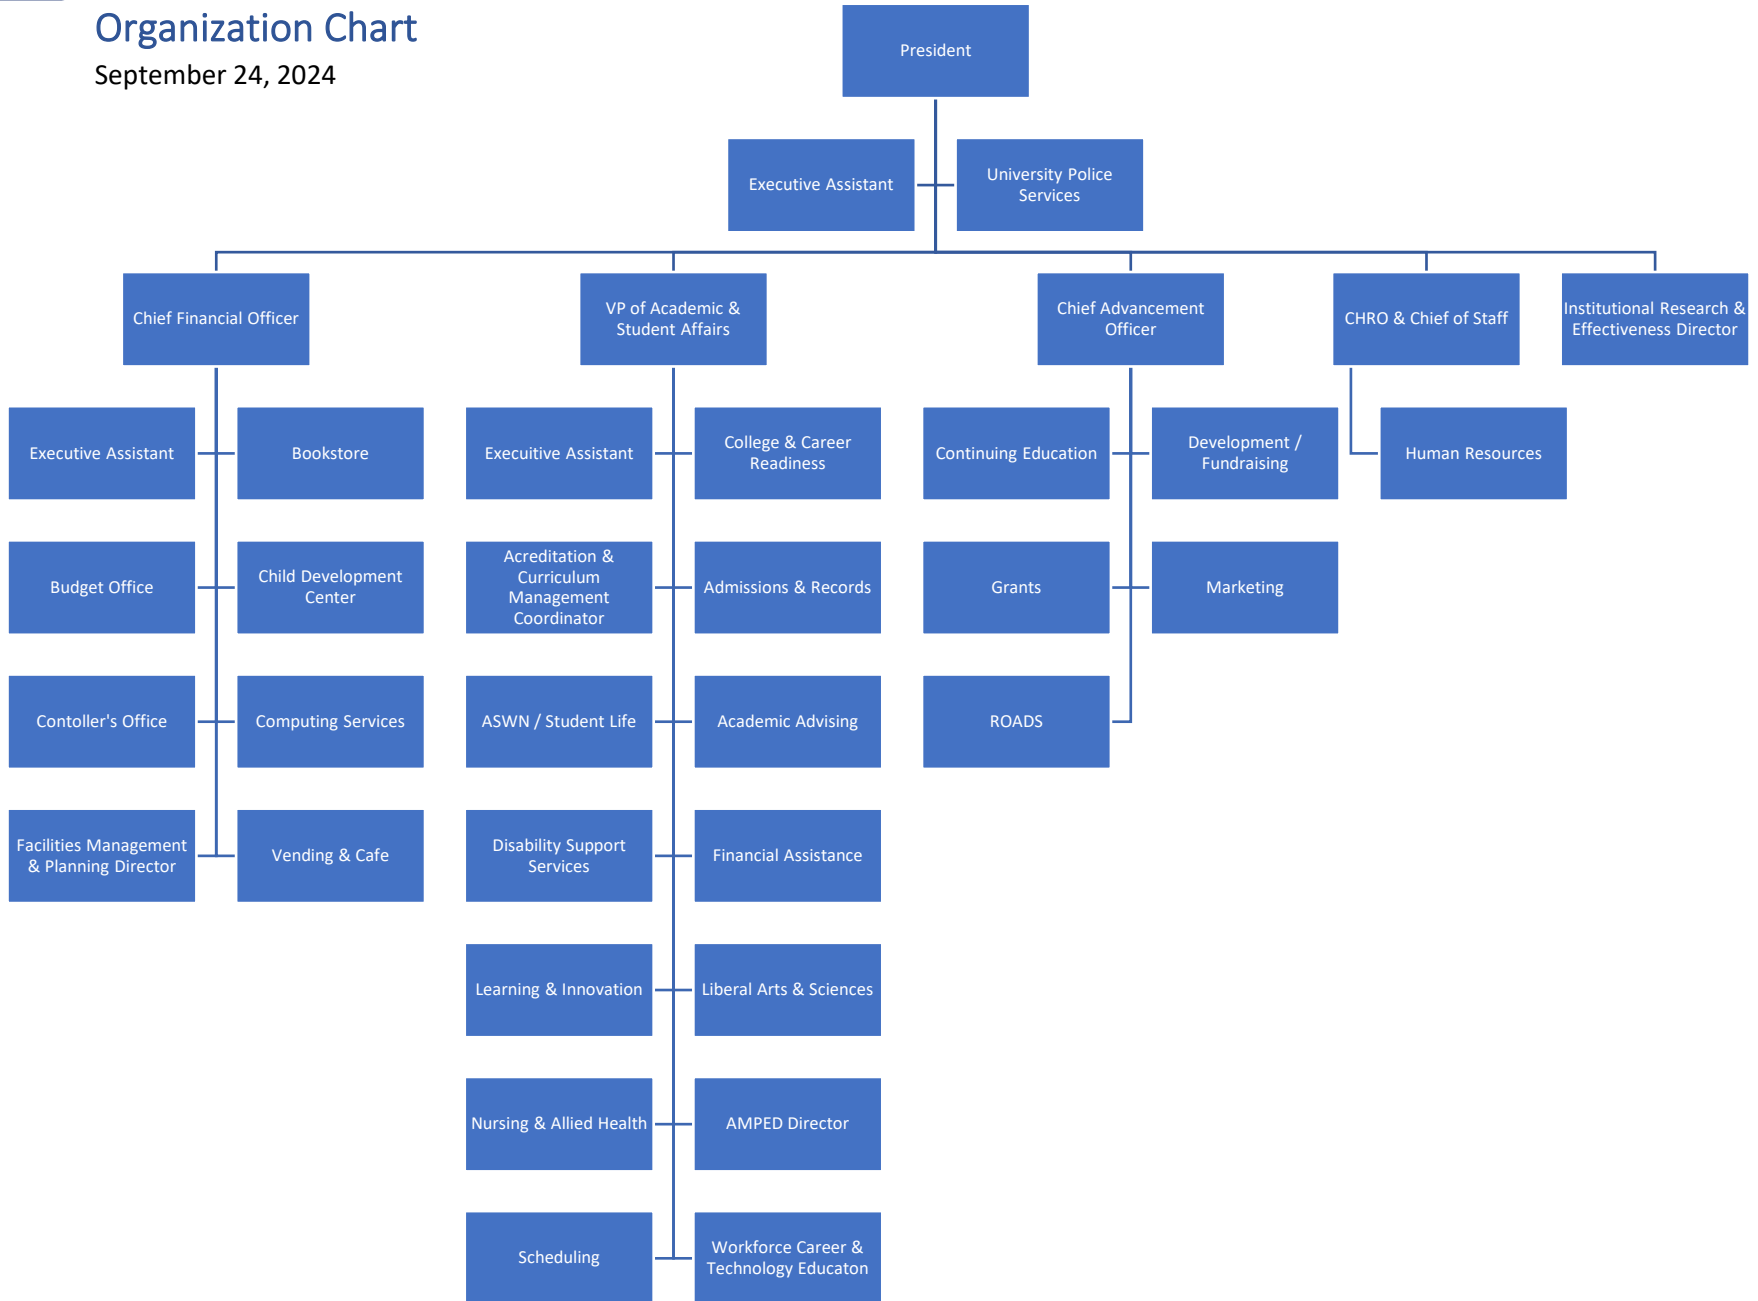 Organization Chart
September 24, 2024
President
Executive Assistant
University Police
Services
Chief Financial Officer
VP of Academic &
Student Affairs
Chief Advancement
Officer
CHRO & Chief of Staff
Institutional Research &
Effectiveness Director
Executive Assistant
Bookstore
Budget Office
Child Development
Center
Contoller's Office
Computing Services
Facilities Management
& Planning Director
Vending & Cafe
Execuitive Assistant
College & Career
Readiness
Acreditation &
Curriculum
Management
Coordinator
Admissions & Records
ASWN / Student Life
Academic Advising
Disability Support
Services
Financial Assistance
Learning & Innovation
Liberal Arts & Sciences
Nursing & Allied Health
AMPED Director
Scheduling
Workforce Career &
Technology Educaton
Continuing Education
Development /
Fundraising
Grants
Marketing
ROADS
Human Resources